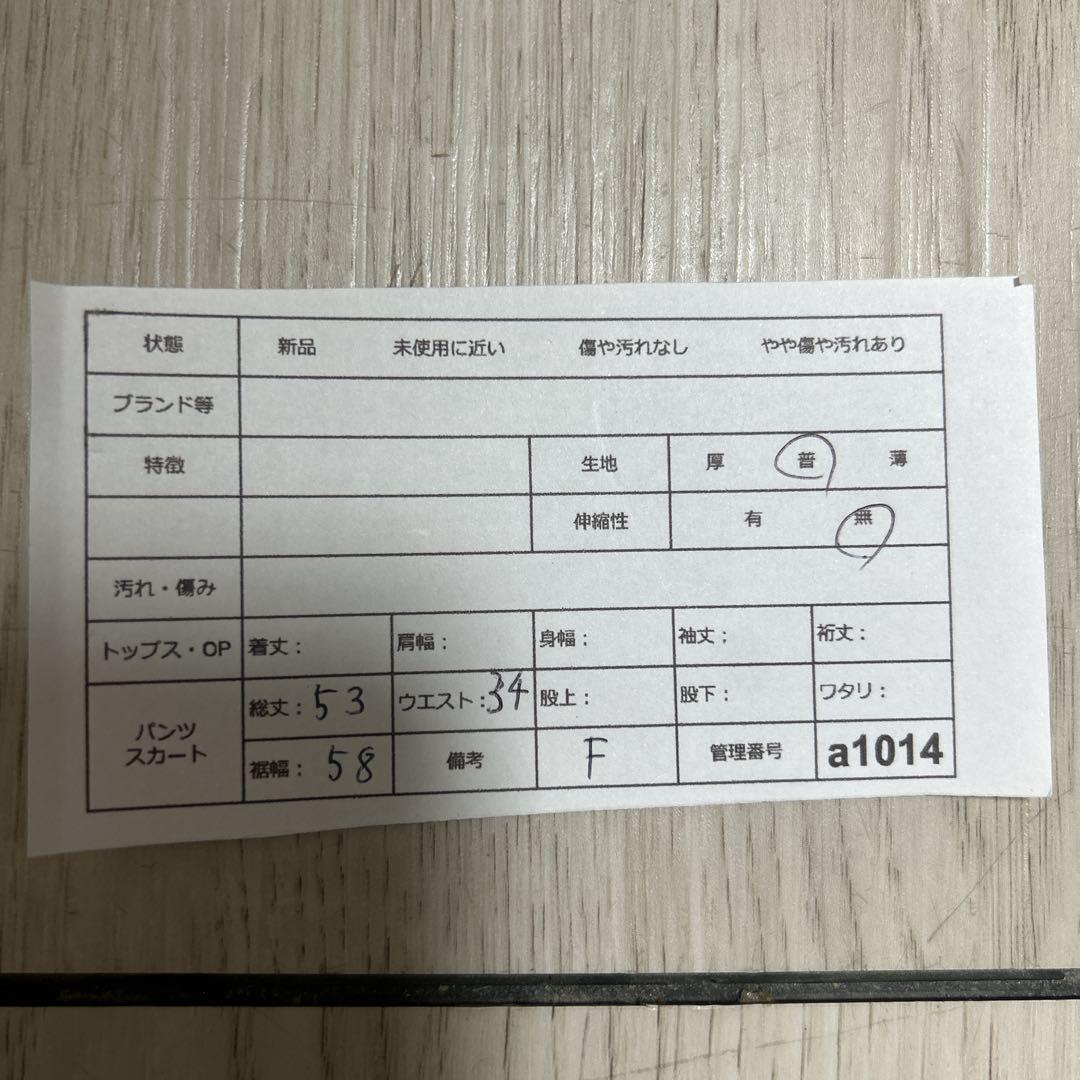 状態 新品 未使用に近い 傷や汚れなし やや傷や汚れあり
ブランド等
特徴 生地 厚 普 薄
伸縮性 有 無
汚れ・傷み
トップス・OP 着丈： 肩幅： 身幅： 袖丈； 裄丈：
パンツ
スカート
総丈：53 ウエスト：34 股上： 股下： ワタリ：
裾幅： 58 備考 F 管理番号 a1014